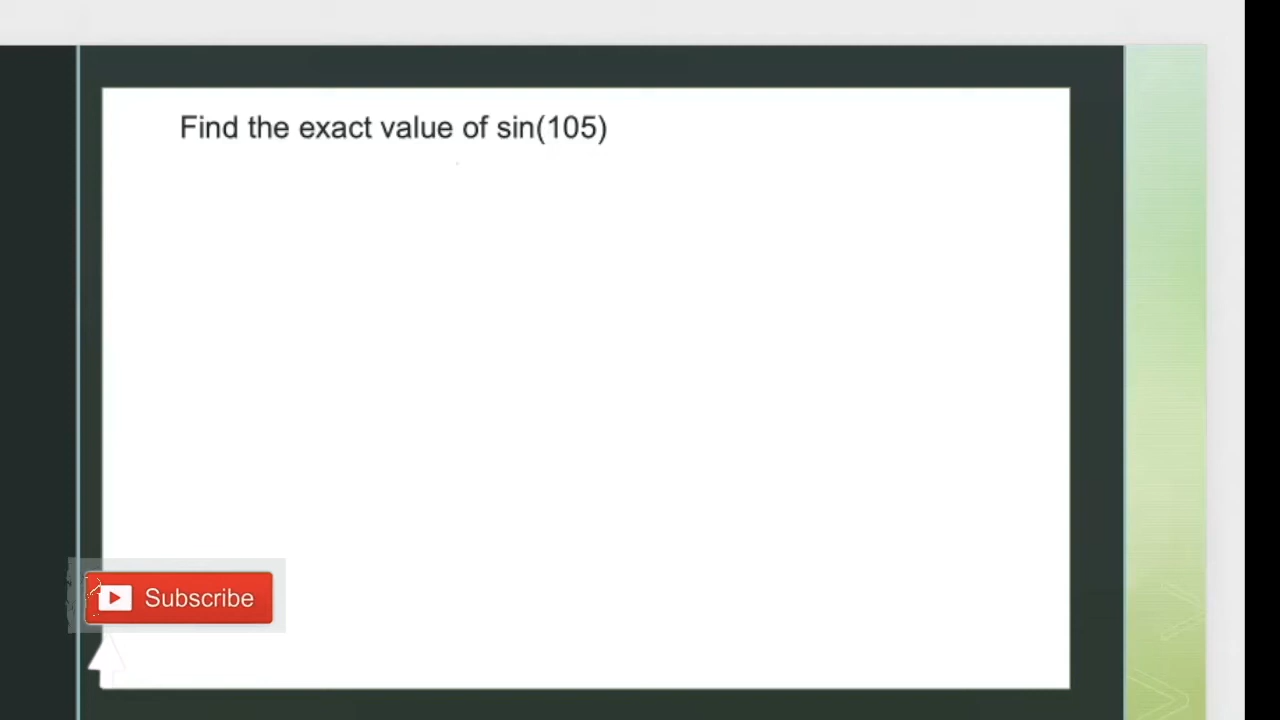 Find the exact value of sin(105)
Subscribe